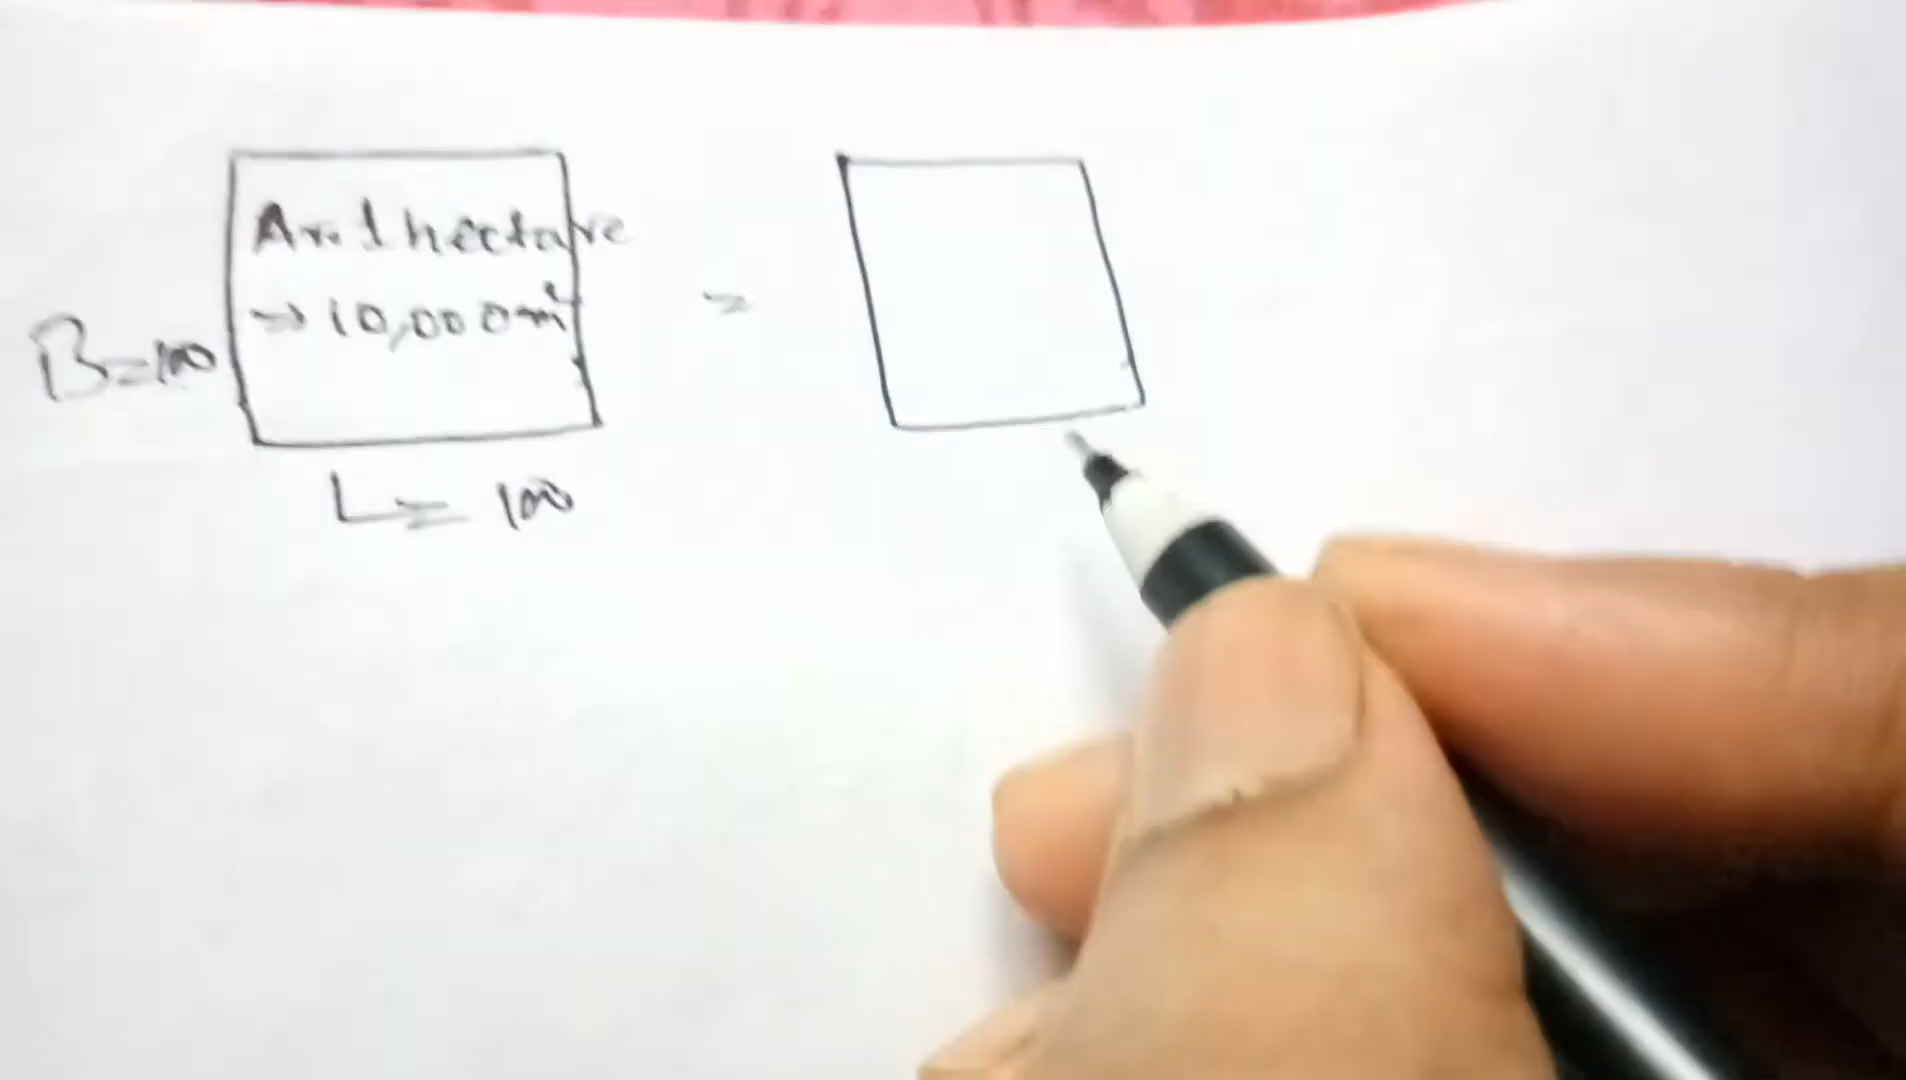 Ar. 1 hectare
→ 10,000m²
B=100
=
L= 100